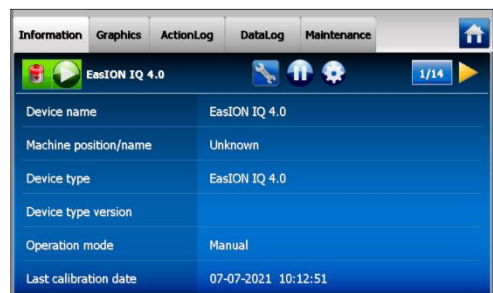 Information Graphics ActionLog DataLog Maintenance
EasION IQ 4.0 1/14
Device name EasION IQ 4.0
Machine position/name Unknown
Device type EasION IQ 4.0
Device type version
Operation mode Manual
Last calibration date 07-07-2021 10:12:51